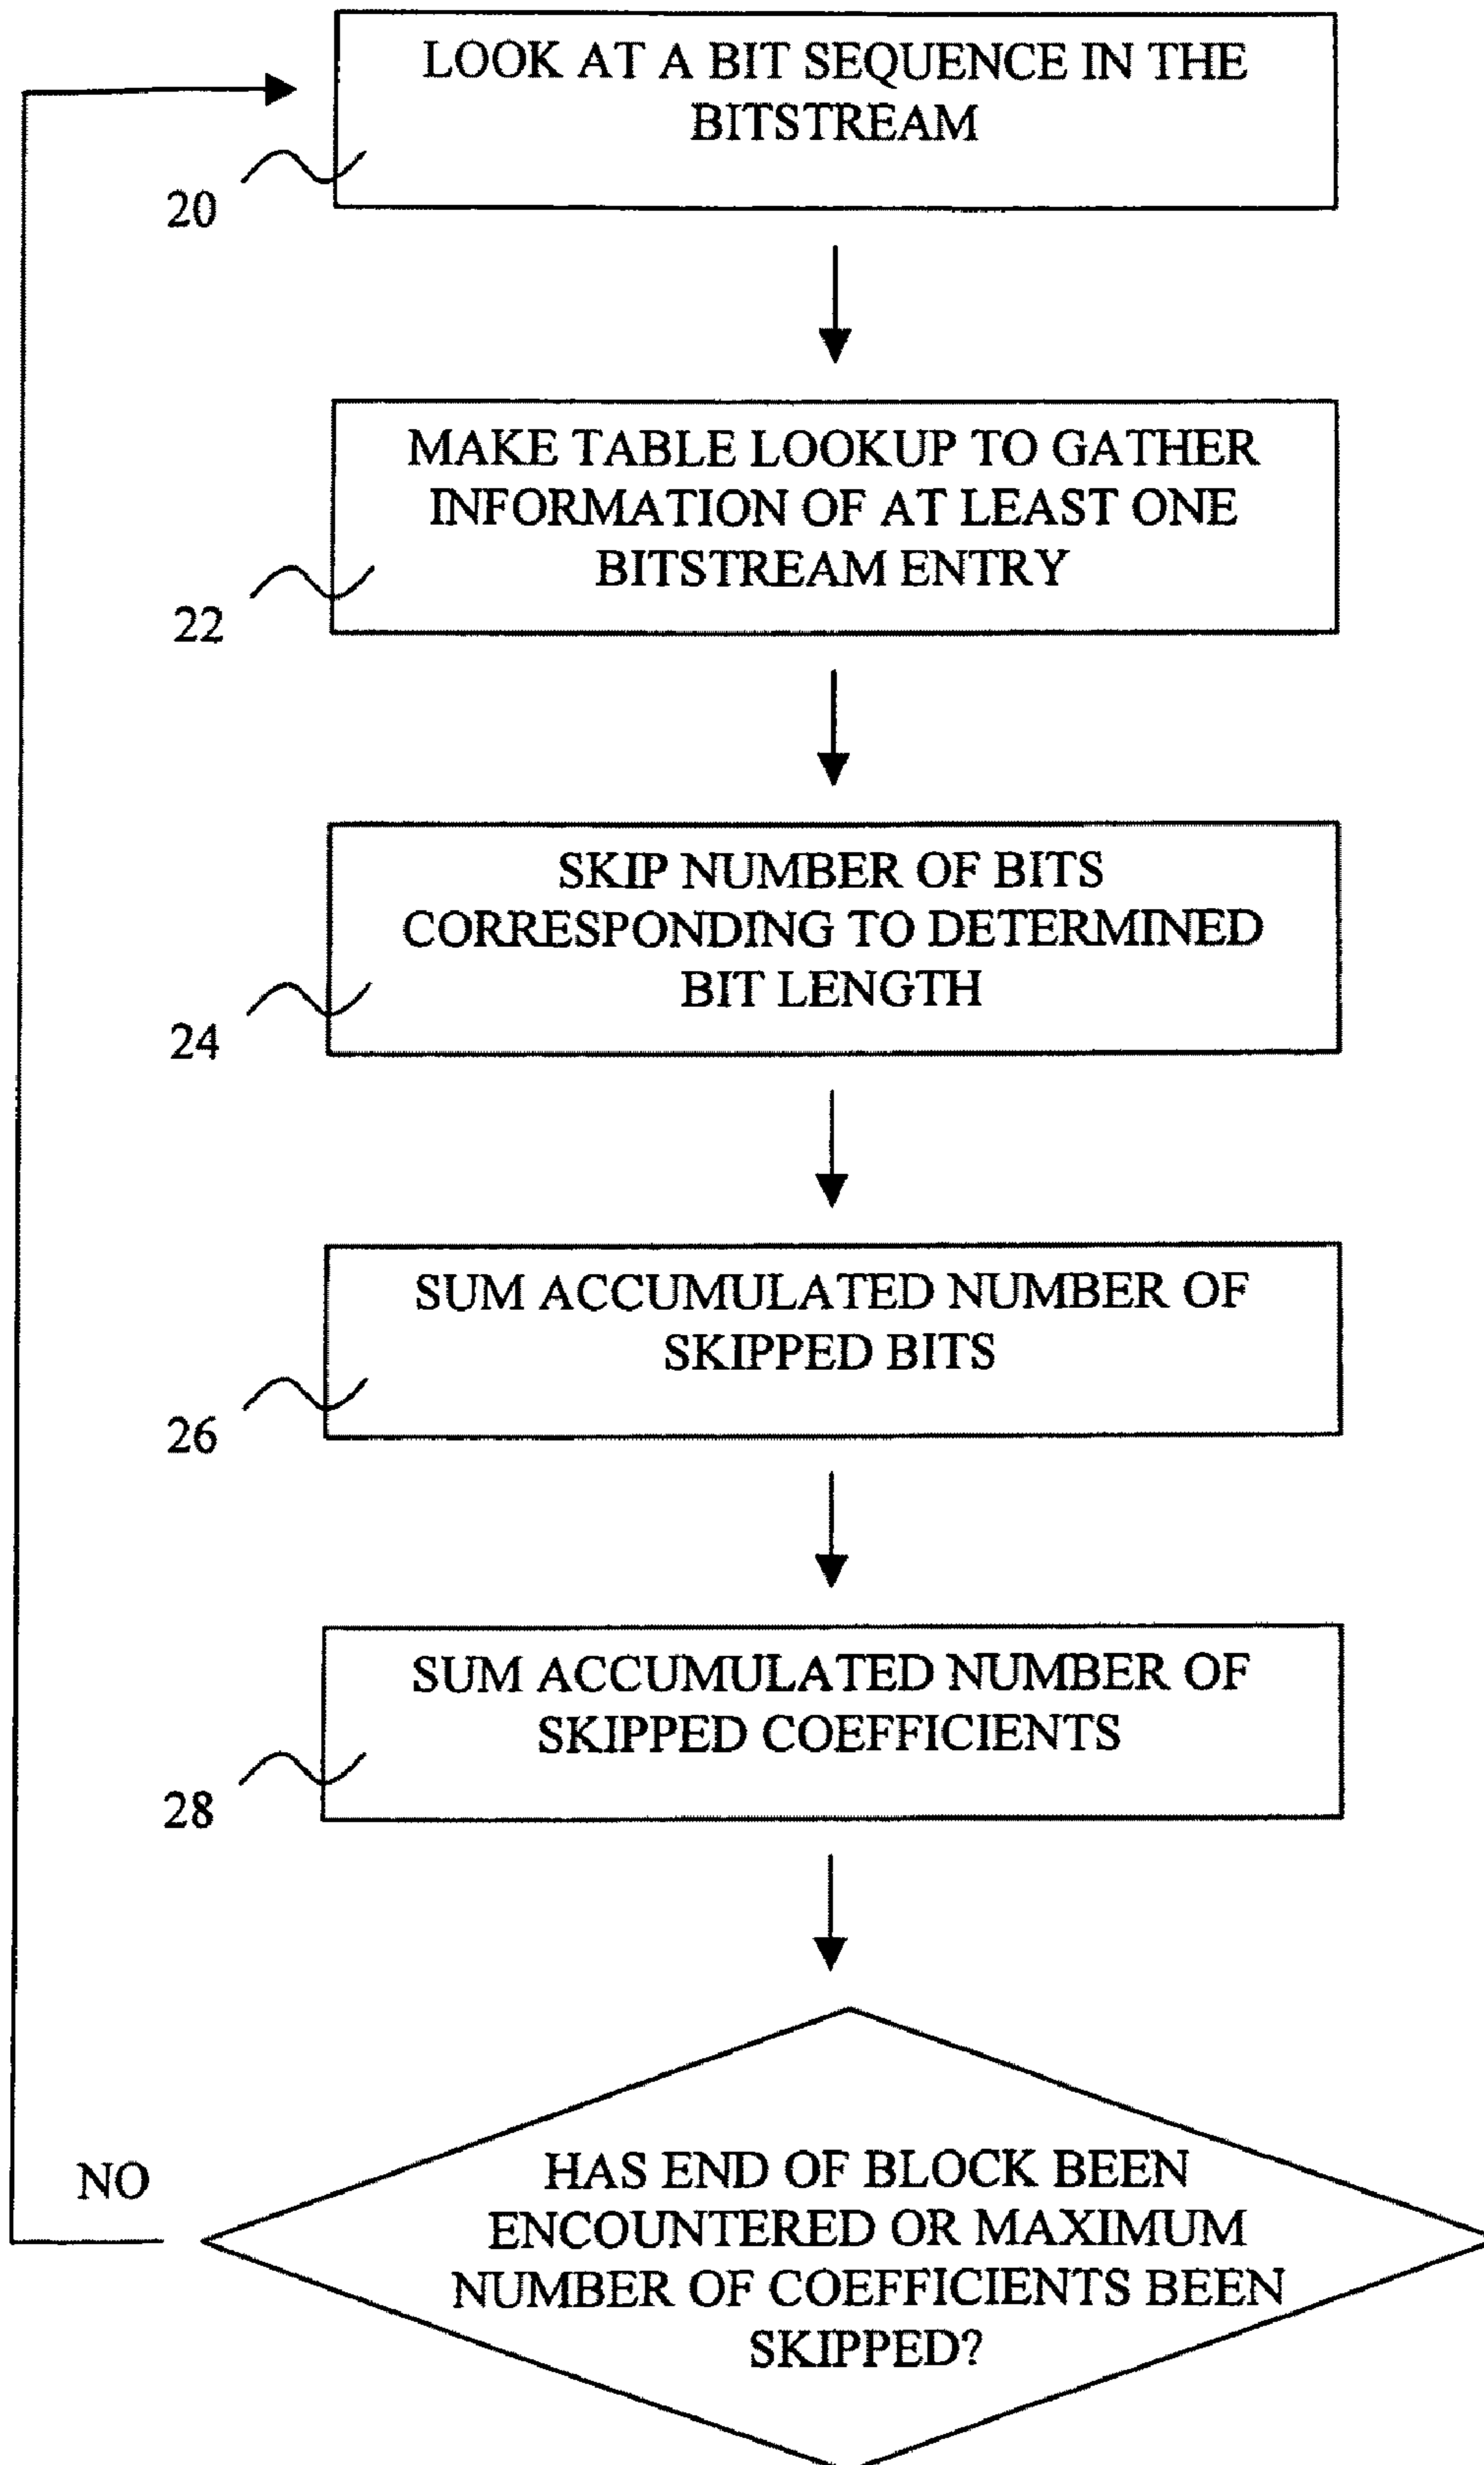 LOOK AT A BIT SEQUENCE IN THE
BITSTREAM
20
MAKE TABLE LOOKUP TO GATHER
INFORMATION OF AT LEAST ONE
BITSTREAM ENTRY
22
SKIP NUMBER OF BITS
CORRESPONDING TO DETERMINED
BIT LENGTH
24
SUM ACCUMULATED NUMBER OF
SKIPPED BITS
26
SUM ACCUMULATED NUMBER OF
SKIPPED COEFFICIENTS
28
NO
HAS END OF BLOCK BEEN
ENCOUNTERED OR MAXIMUM
NUMBER OF COEFFICIENTS BEEN
SKIPPED?